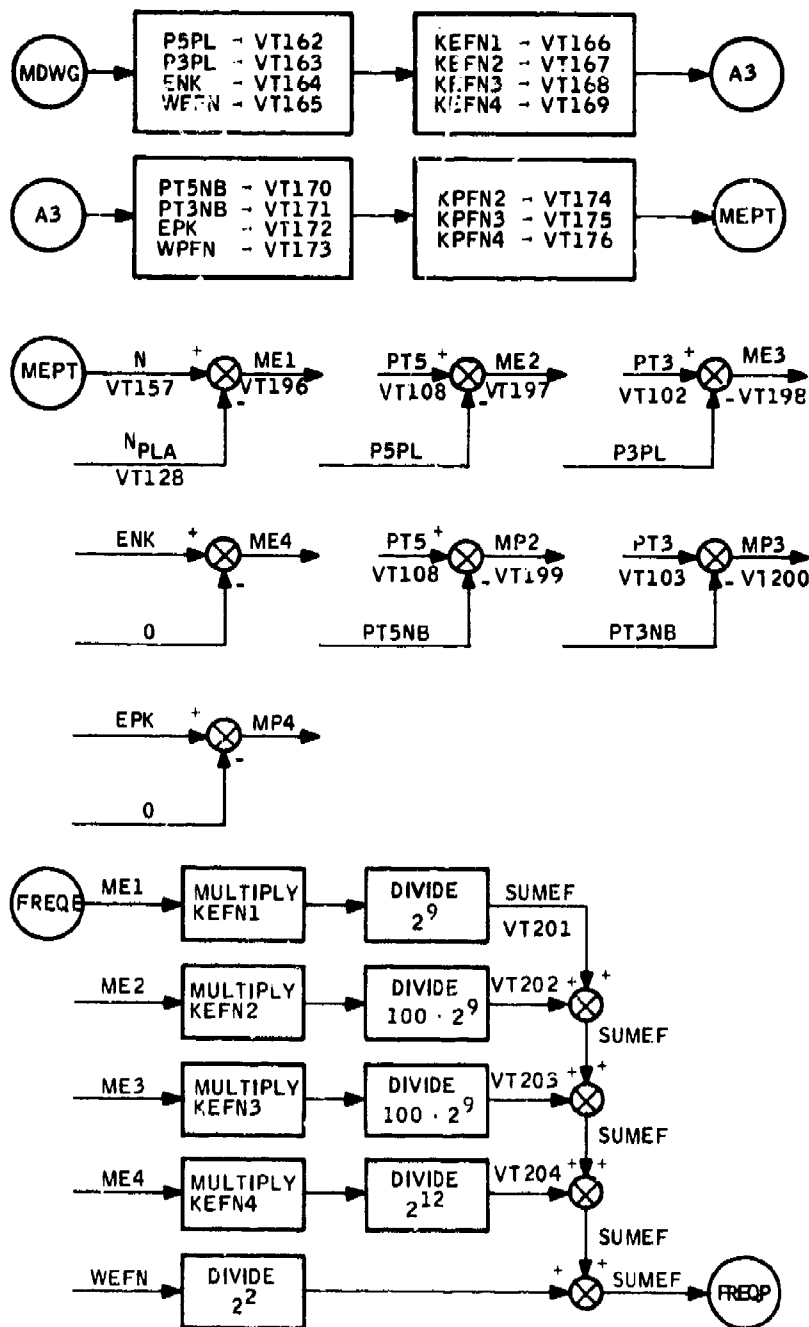 MDWG
P5PL - VT162
P3PL - VT163
ENK - VT164
WEFN - VT165
KEFN1 - VT166
KEFN2 - VT167
KEFN3 - VT168
KEFN4 - VT169
A3
A3
PT5NB - VT170
PT3NB - VT171
EPK - VT172
WPFN - VT173
KPFN2 - VT174
KPFN3 - VT175
KPFN4 - VT176
MEPT
MEPT
N
VT157
+
-
ME1
VT196
NPLA
VT128
PT5
VT108
+
-
ME2
VT197
P5PL
PT3
VT102
+
-
ME3
VT198
P3PL
ENK
+
-
ME4
0
PT5
VT108
+
-
MP2
VT199
PT5NB
PT3
VT103
+
-
MP3
VT200
PT3NB
EPK
+
-
MP4
0
FREQE
ME1
MULTIPLY
KEFN1
DIVIDE
2^9
SUMEF
VT201
ME2
MULTIPLY
KEFN2
DIVIDE
100 · 2^9
VT202
+ +
SUMEF
ME3
MULTIPLY
KEFN3
DIVIDE
100 · 2^9
VT203
+ +
SUMEF
ME4
MULTIPLY
KEFN4
DIVIDE
2^12
VT204
+ +
SUMEF
WEFN
DIVIDE
2^2
+ +
SUMEF
FREQP